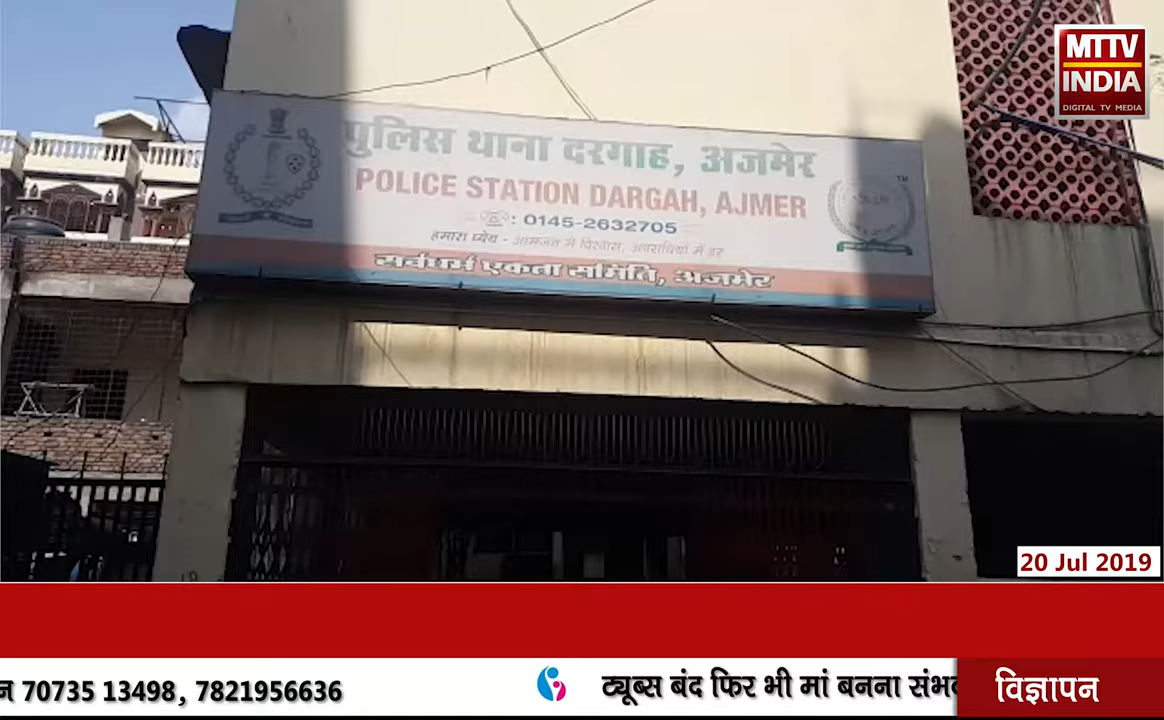 MTTV
INDIA
DIGITAL TV MEDIA
पुलिस थाना दरगाह, अजमेर
POLICE STATION DARGAH, AJMER
: 0145-2632705
हमारा ध्येय - आमजन में विश्वास, अपराधियों में डर
सर्वधर्म एकता समिति, अजमेर
TM
20 Jul 2019
न 70735 13498, 7821956636
ट्यूब्स बंद फिर भी मां बनना संभव
विज्ञापन